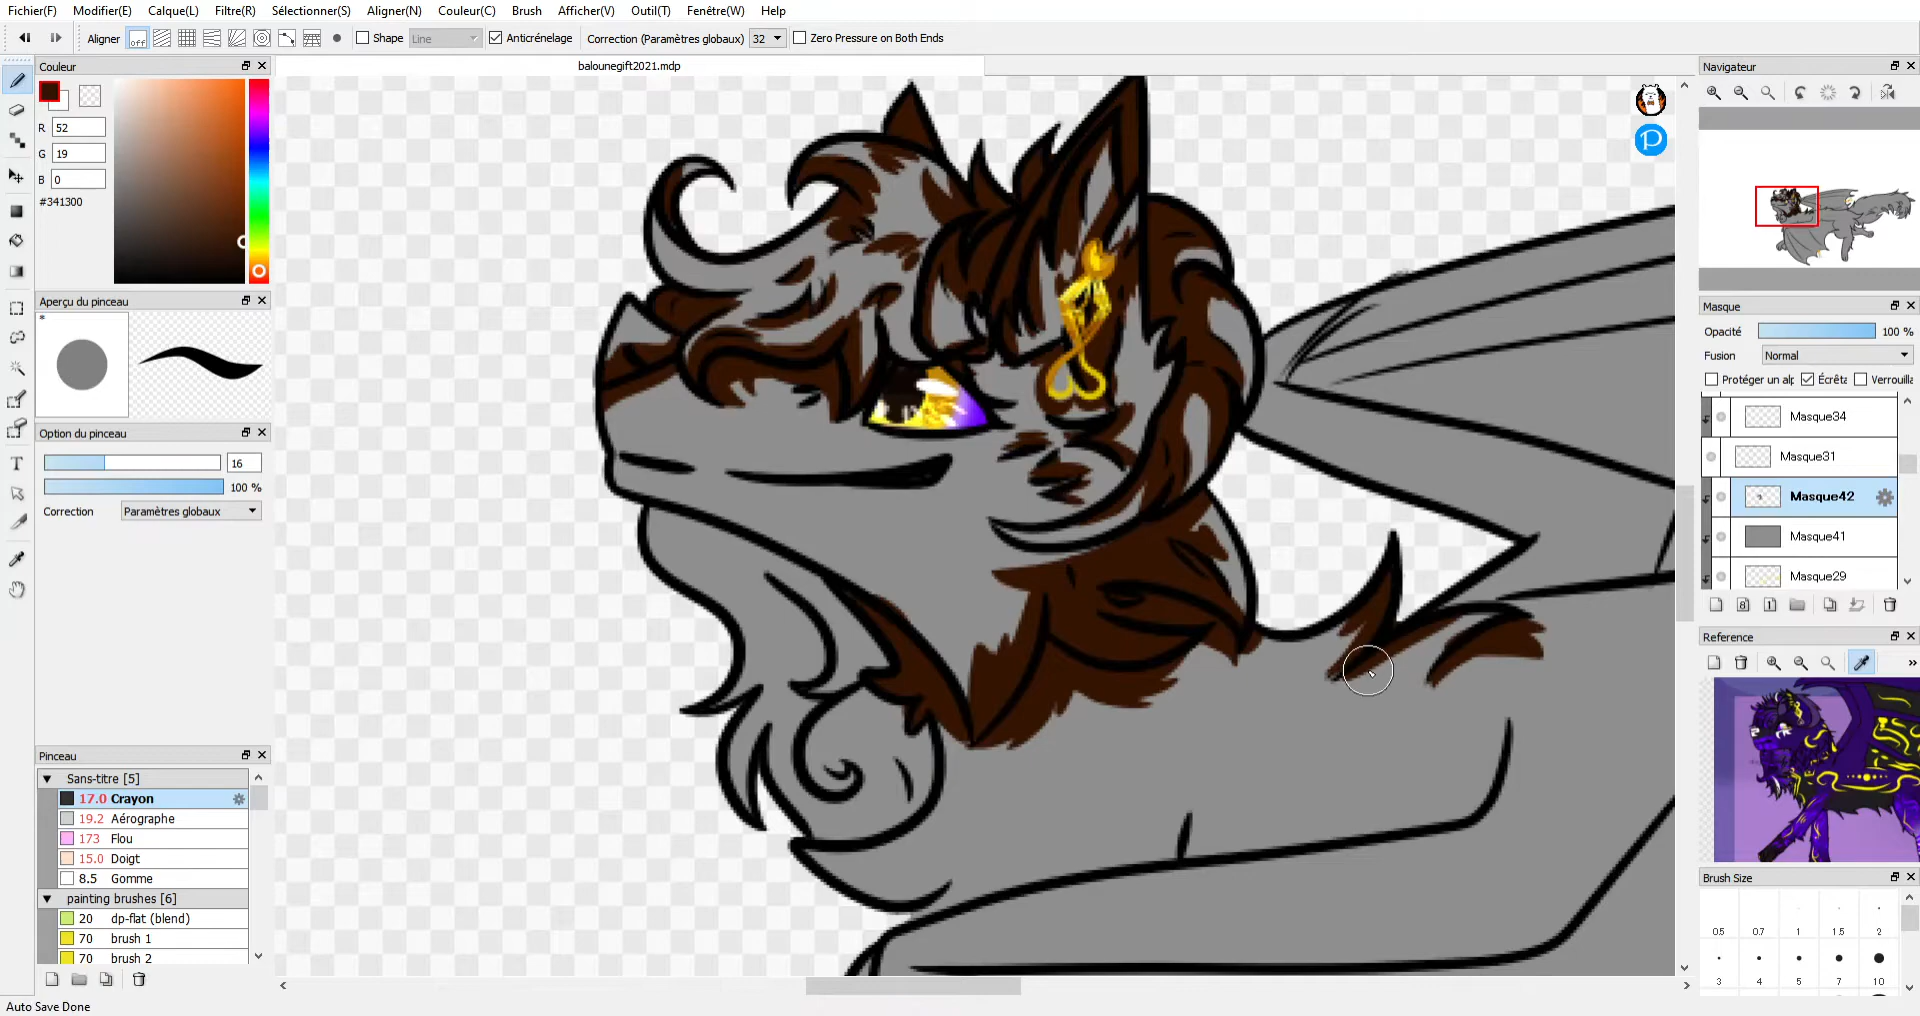 Fichier(F) Modifier(E) Calque(L) Filtre(R) Sélectionner(S) Aligner(N) Couleur(C) Brush Afficher(V) Outil(T) Fenêtre(W) Help
Aligner off Shape Line Anticrénelage Correction (Paramètres globaux) 32 Zero Pressure on Both Ends
balounegift2021.mdp
Couleur
R 52
G 19
B 0
#341300
Aperçu du pinceau
*
Option du pinceau
16
100 %
Correction Paramètres globaux
Pinceau
Sans-titre [5]
17.0 Crayon
19.2 Aérographe
173 Flou
15.0 Doigt
8.5 Gomme
painting brushes [6]
20 dp-flat (blend)
70 brush 1
70 brush 2
Auto Save Done
P
Navigateur
Masque
Opacité 100 %
Fusion Normal
Protéger un alp Écrêta Verrouilla
Masque34
Masque31
Masque42
Masque41
Masque29
8 1
Reference
»
Brush Size
0.5 0.7 1 1.5 2
3 4 5 7 10